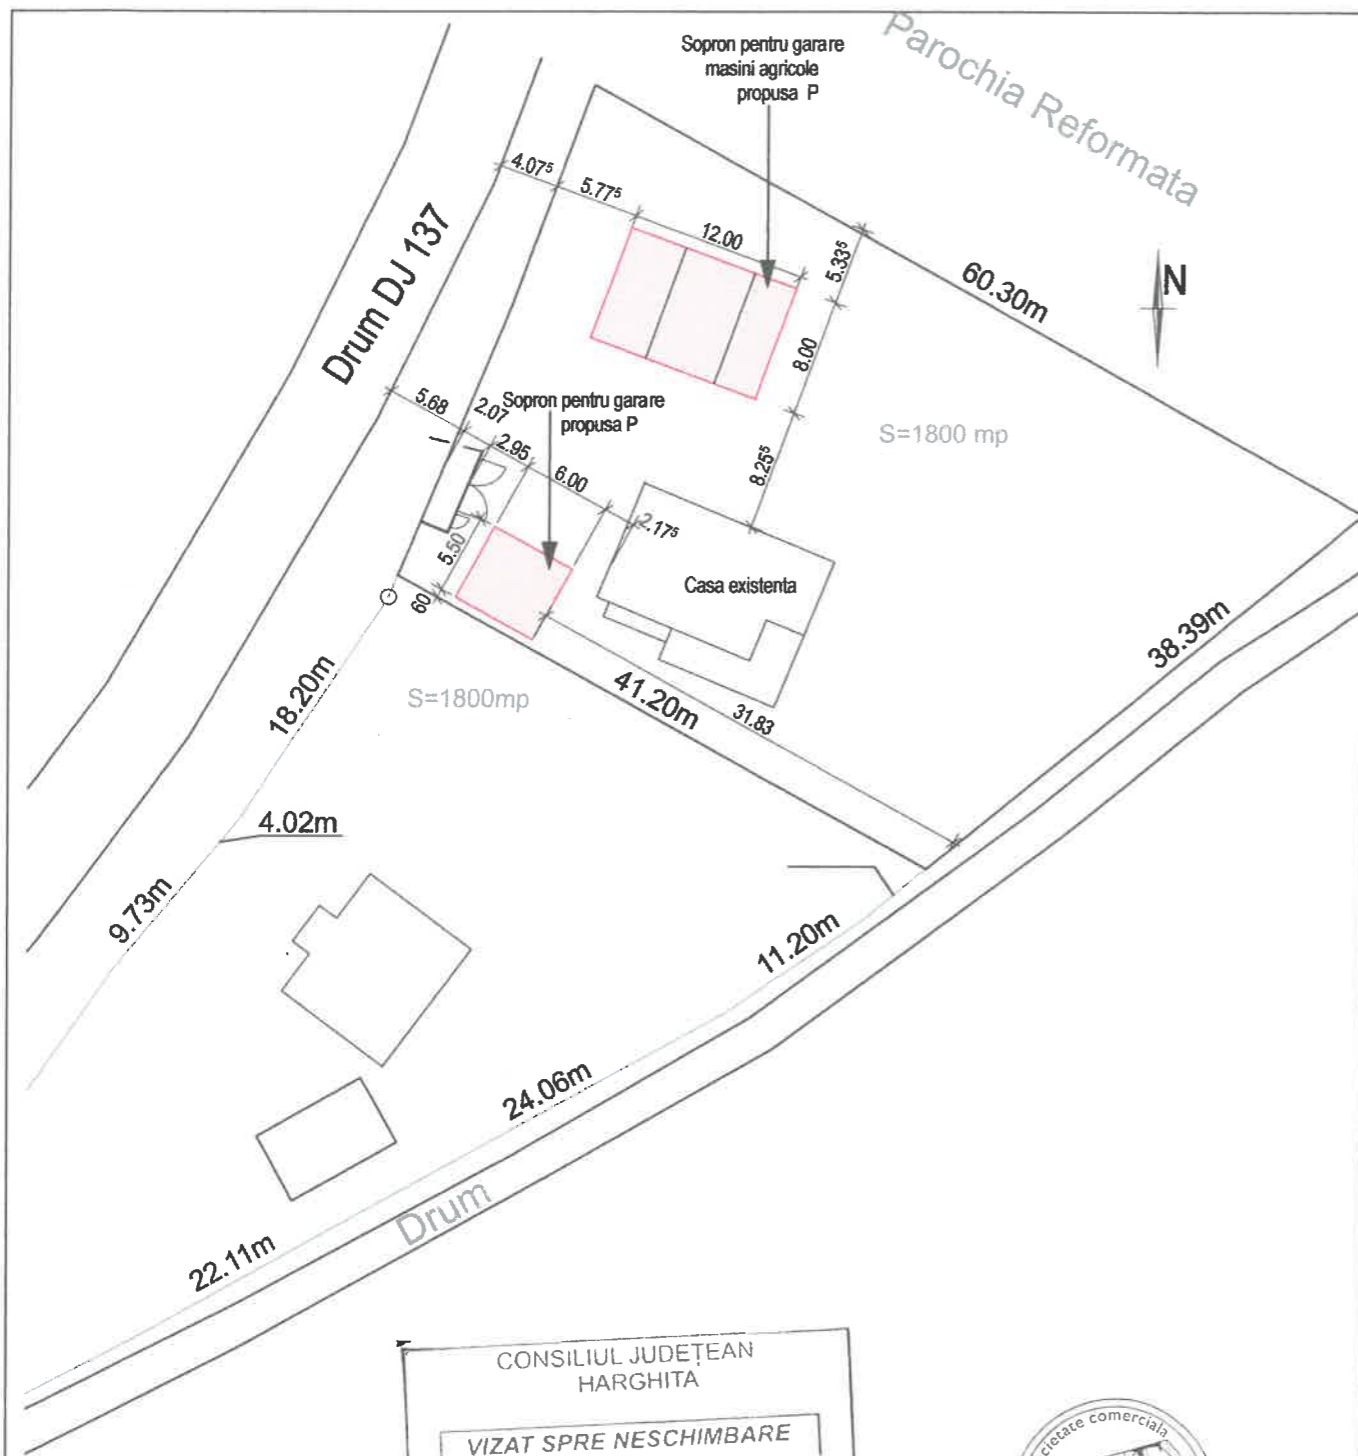 Sopron pentru garare
masini agricole
propusa P
Parochia Reformata
4.07⁵
5.77⁵
12.00
5.33⁵
60.30m
N
Drum DJ 137
8.00
5.68
2.07
Sopron pentru garare
propusa P
2.95
6.00
8.25⁵
S=1800 mp
2.17⁵
5.50
Casa existenta
60
38.39m
18.20m
S=1800mp
41.20m
31.83
4.02m
9.73m
11.20m
24.06m
Drum
22.11m
CONSILIUL JUDEȚEAN
HARGHITA
VIZAT SPRE NESCHIMBARE
cietate comerciala